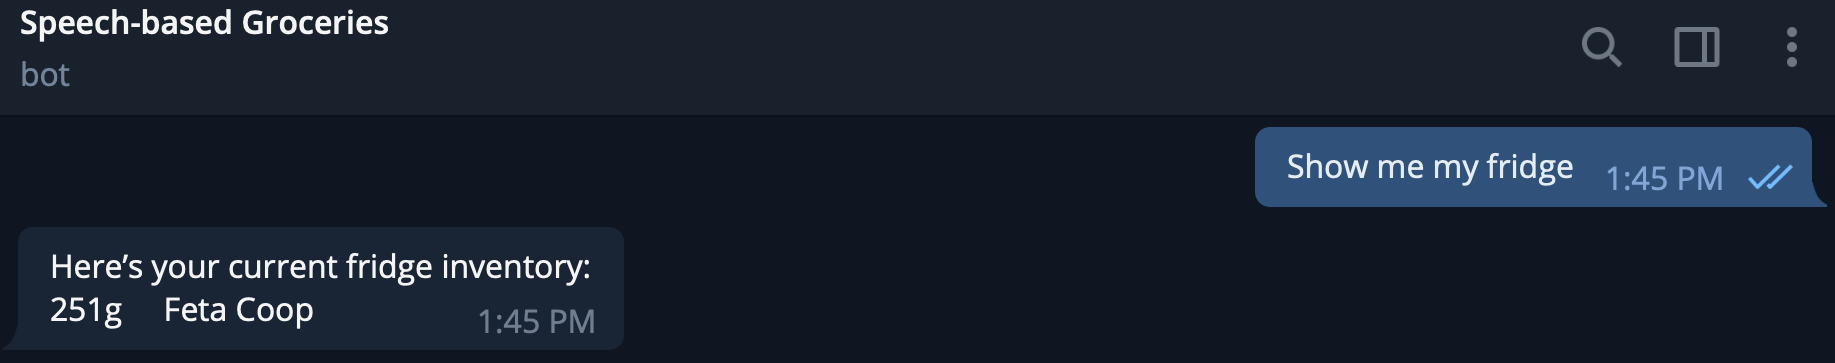 Speech-based Groceries
bot
Show me my fridge 1:45 PM
Here’s your current fridge inventory:
251g Feta Coop 1:45 PM